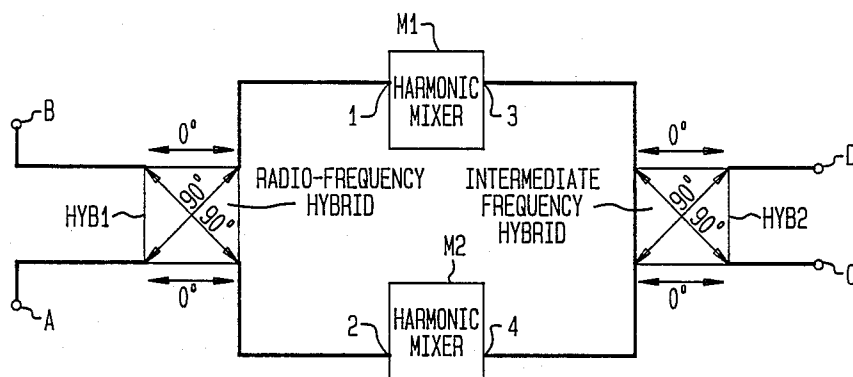 M1
HARMONIC
MIXER
1
3
B
0°
0°
D
HYB1
90°
90°
RADIO-FREQUENCY
HYBRID
INTERMEDIATE
FREQUENCY
HYBRID
90°
90°
HYB2
A
0°
M2
0°
C
HARMONIC
MIXER
2
4